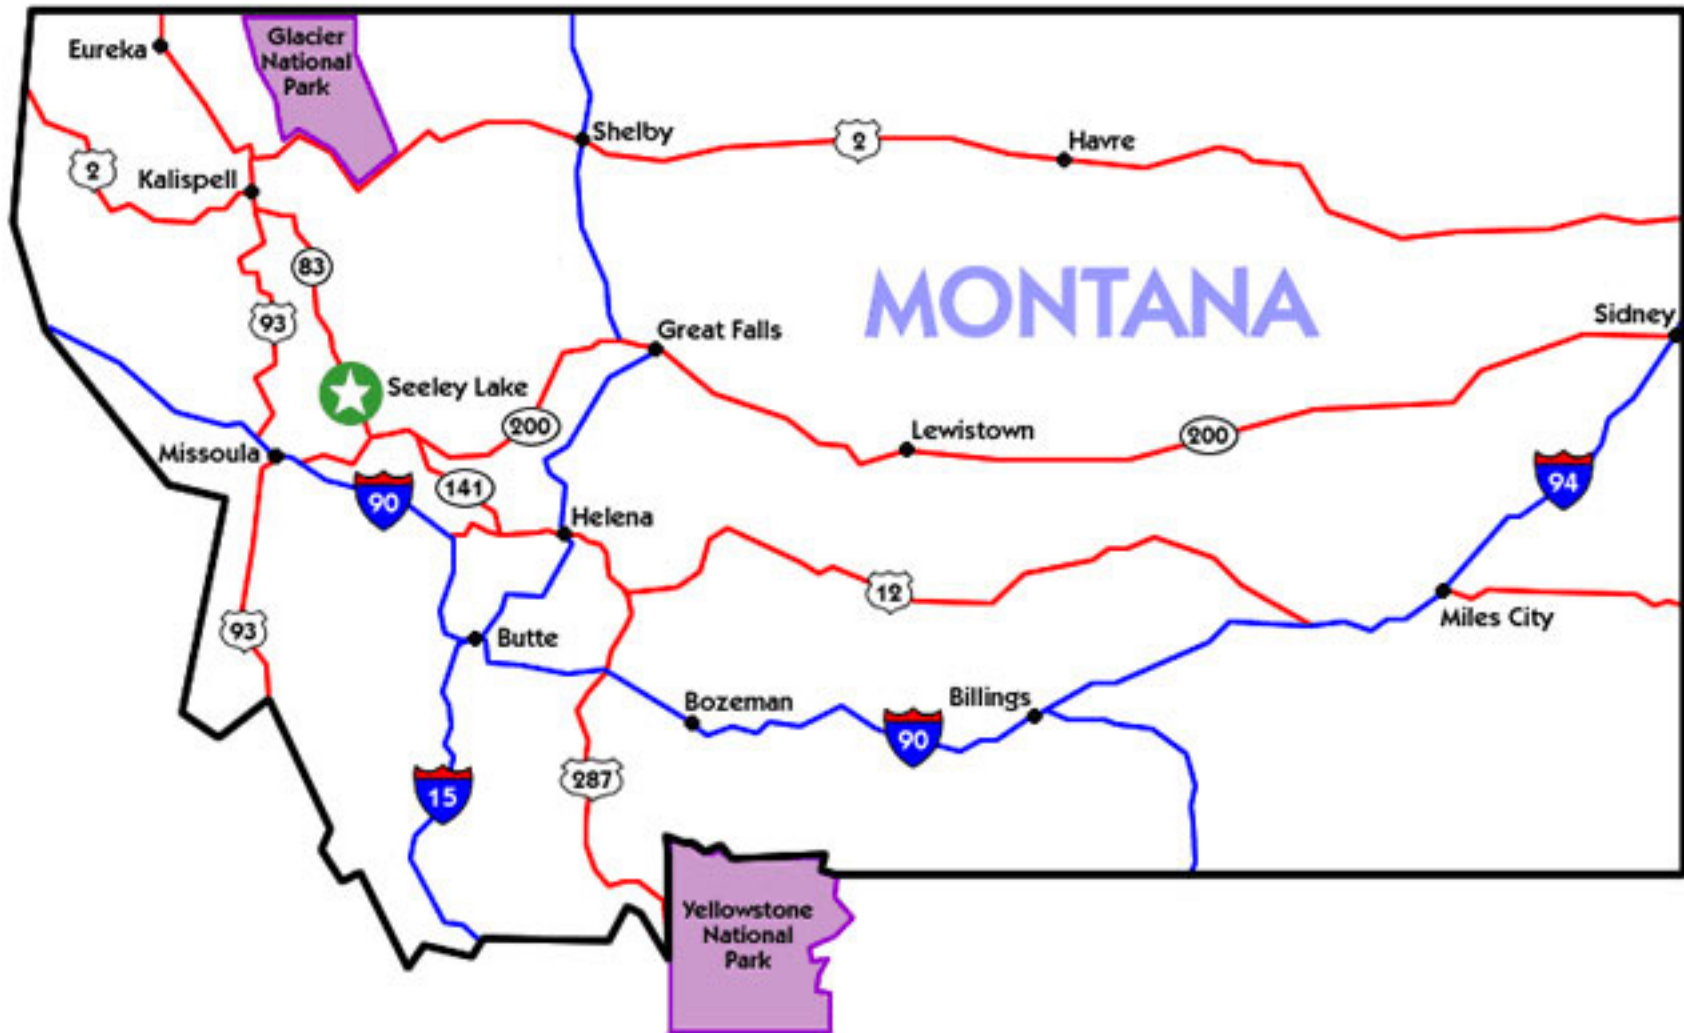 Glacier
National
Park
Eureka
Shelby
2
Havre
2
Kalispell
83
MONTANA
93
Great Falls
Sidney
Seeley Lake
200
Lewistown
200
Missoula
90
141
94
Helena
12
93
Butte
Miles City
Bozeman
Billings
90
287
15
Yellowstone
National
Park